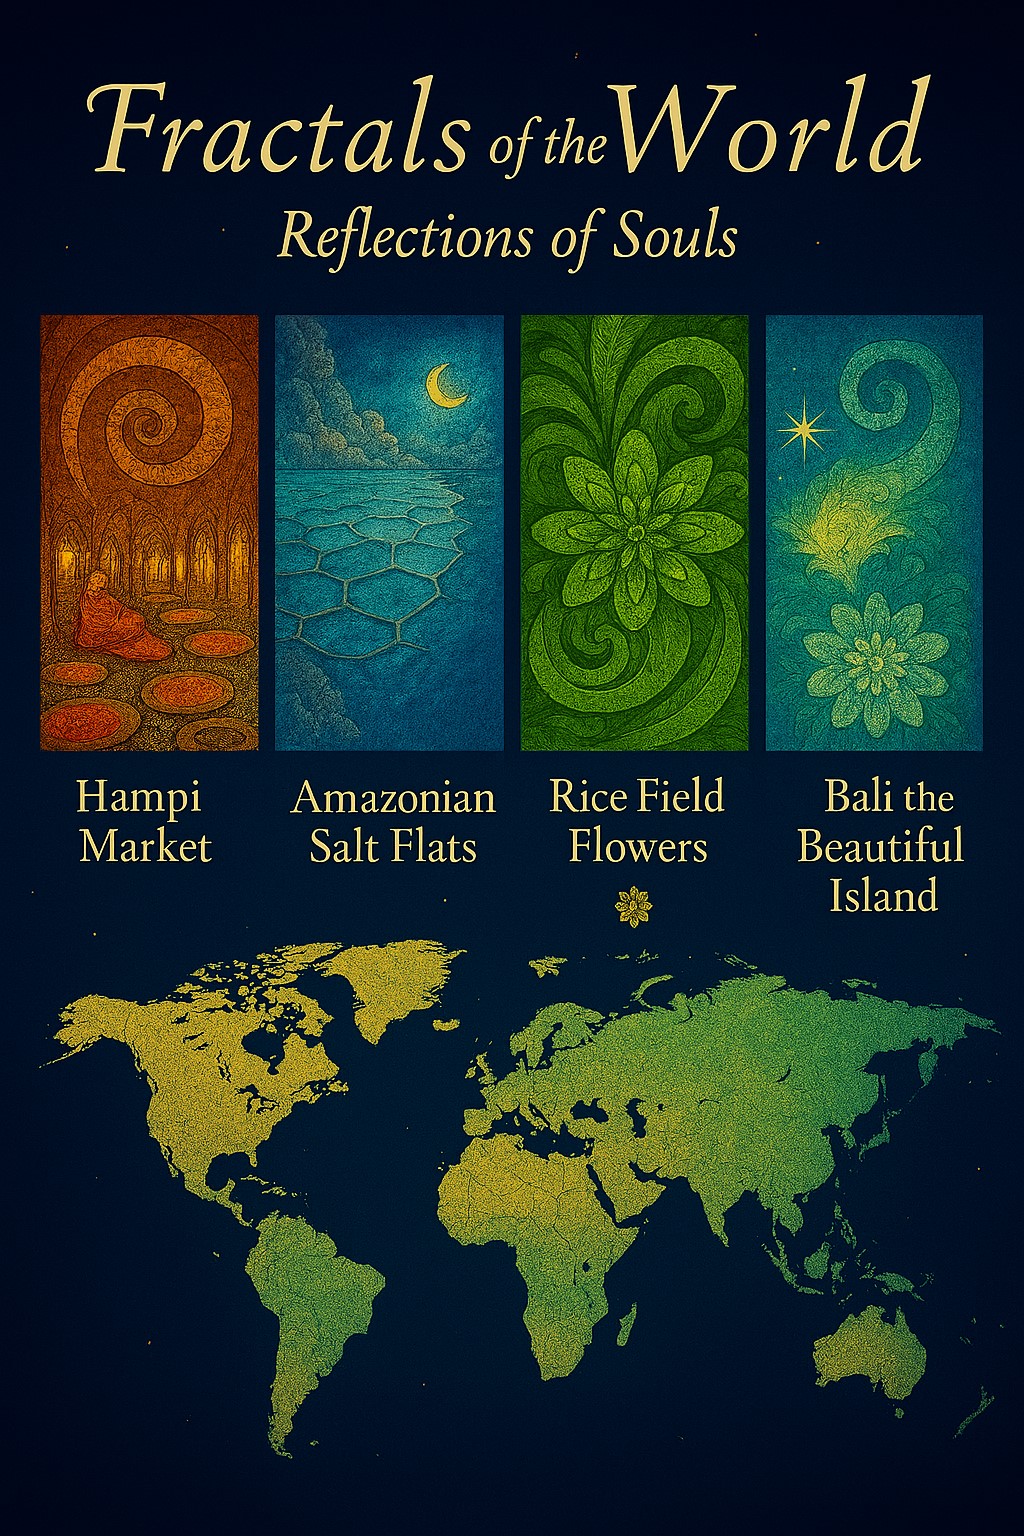 Fractals of the World
Reflections of Souls
Hampi
Market
Amazonian
Salt Flats
Rice Field
Flowers
Bali the
Beautiful
Island